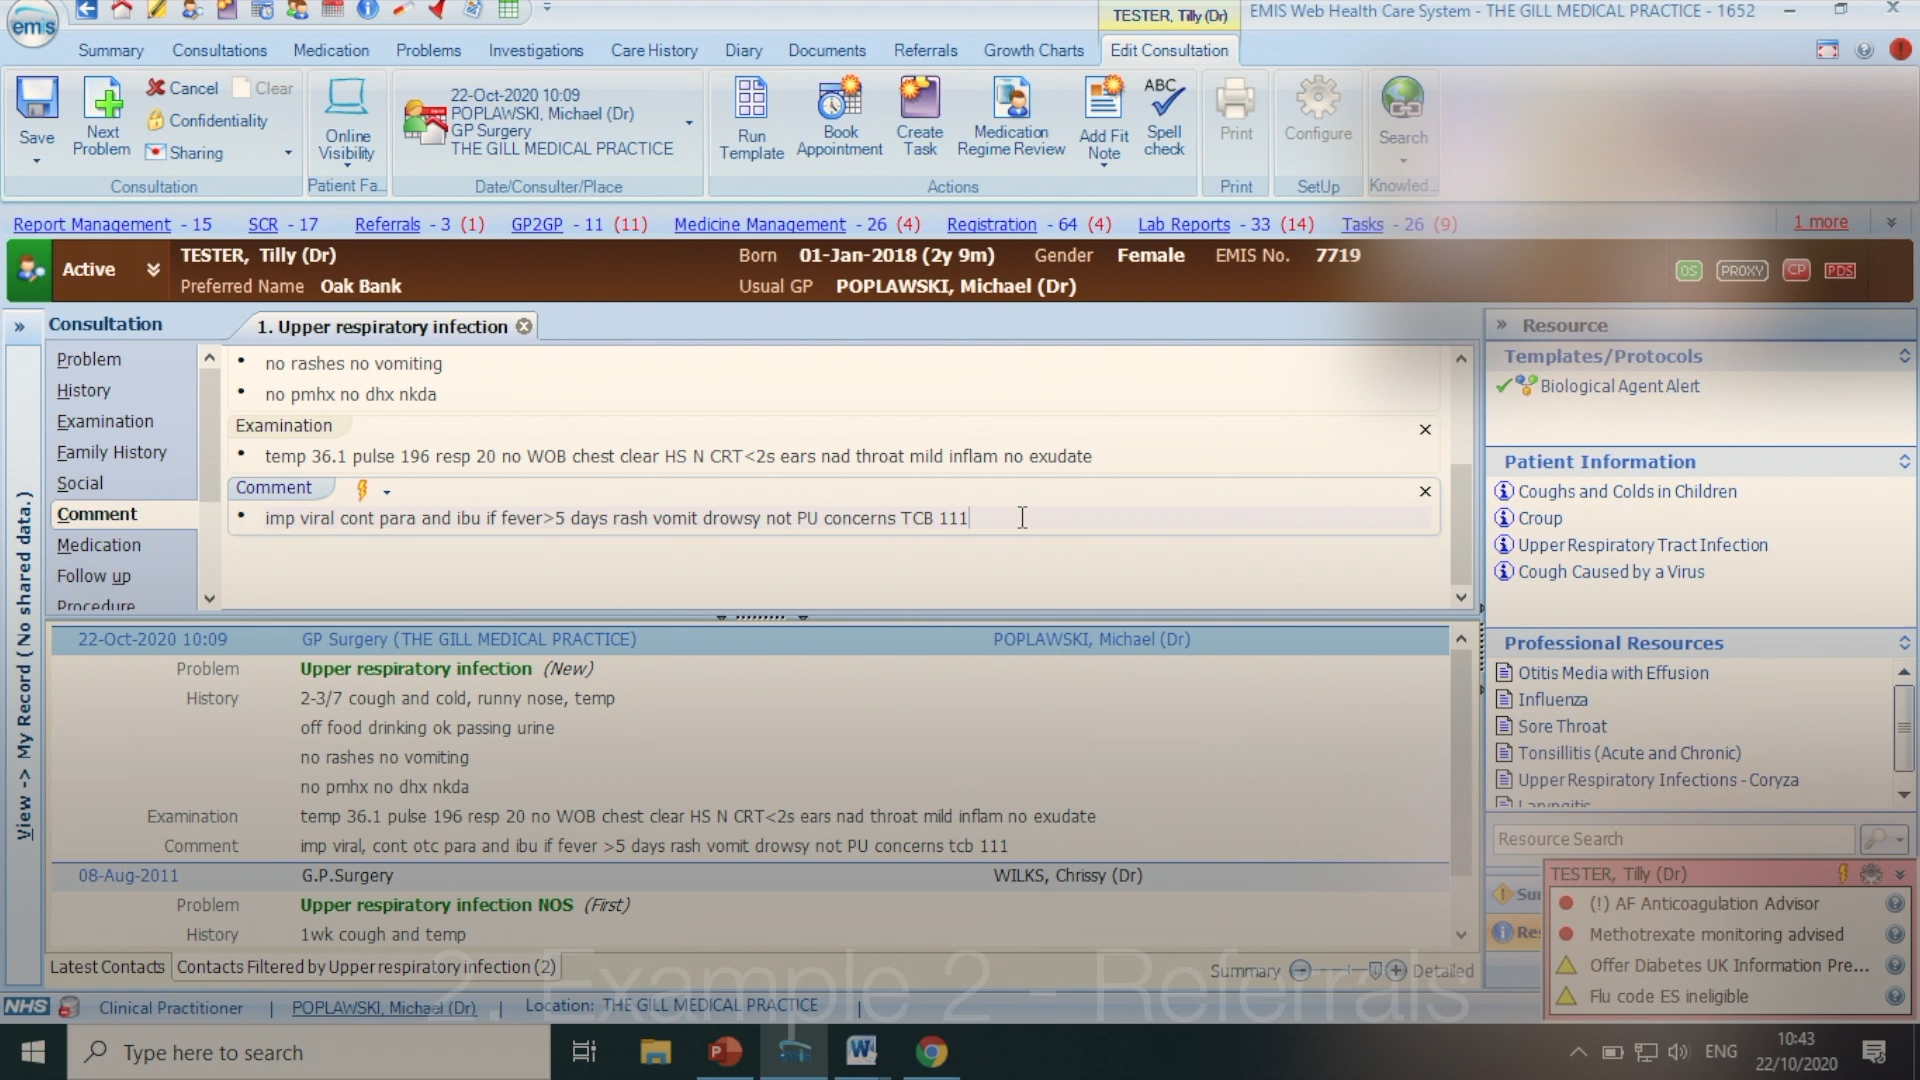 emis
TESTER, Tilly (Dr)
EMIS Web Health Care System - THE GILL MEDICAL PRACTICE - 1652
Summary Consultations Medication Problems Investigations Care History Diary Documents Referrals Growth Charts Edit Consultation
Save
Next Problem
Cancel Clear
Confidentiality
Sharing
Consultation
Online Visibility
Patient Fa...
22-Oct-2020 10:09
POPLAWSKI, Michael (Dr)
GP Surgery
THE GILL MEDICAL PRACTICE
Date/Consulter/Place
Run Template
Book Appointment
Create Task
Medication Regime Review
Add Fit Note
ABC
Spell check
Actions
Print
Print
Configure
SetUp
Search
Knowled...
Report Management - 15 SCR - 17 Referrals - 3 (1) GP2GP - 11 (11) Medicine Management - 26 (4) Registration - 64 (4) Lab Reports - 33 (14) Tasks - 26 (9) 1 more
Active
TESTER, Tilly (Dr) Born 01-Jan-2018 (2y 9m) Gender Female EMIS No. 7719
Preferred Name Oak Bank Usual GP POPLAWSKI, Michael (Dr)
OS PROXY CP PDS
View -> My Record ( No shared data.)
Consultation
Problem
History
Examination
Family History
Social
Comment
Medication
Follow up
Procedure
1. Upper respiratory infection
• no rashes no vomiting
• no pmhx no dhx nkda
Examination
• temp 36.1 pulse 196 resp 20 no WOB chest clear HS N CRT<2s ears nad throat mild inflam no exudate
Comment
• imp viral cont para and ibu if fever>5 days rash vomit drowsy not PU concerns TCB 111
22-Oct-2020 10:09 GP Surgery (THE GILL MEDICAL PRACTICE) POPLAWSKI, Michael (Dr)
Problem Upper respiratory infection (New)
History 2-3/7 cough and cold, runny nose, temp
off food drinking ok passing urine
no rashes no vomiting
no pmhx no dhx nkda
Examination temp 36.1 pulse 196 resp 20 no WOB chest clear HS N CRT<2s ears nad throat mild inflam no exudate
Comment imp viral, cont otc para and ibu if fever >5 days rash vomit drowsy not PU concerns tcb 111
08-Aug-2011 G.P.Surgery WILKS, Chrissy (Dr)
Problem Upper respiratory infection NOS (First)
History 1wk cough and temp
Latest Contacts Contacts Filtered by Upper respiratory infection (2)
Summary Detailed
Resource
Templates/Protocols
Biological Agent Alert
Patient Information
Coughs and Colds in Children
Croup
Upper Respiratory Tract Infection
Cough Caused by a Virus
Professional Resources
Otitis Media with Effusion
Influenza
Sore Throat
Tonsillitis (Acute and Chronic)
Upper Respiratory Infections - Coryza
Laryngitis
Resource Search
Sum
Res
TESTER, Tilly (Dr)
(!) AF Anticoagulation Advisor
Methotrexate monitoring advised
Offer Diabetes UK Information Pre...
Flu code ES ineligible
2. Example 2 - Referrals
NHS Clinical Practitioner | POPLAWSKI, Michael (Dr) | Location: THE GILL MEDICAL PRACTICE |
Type here to search
ENG
10:43
22/10/2020